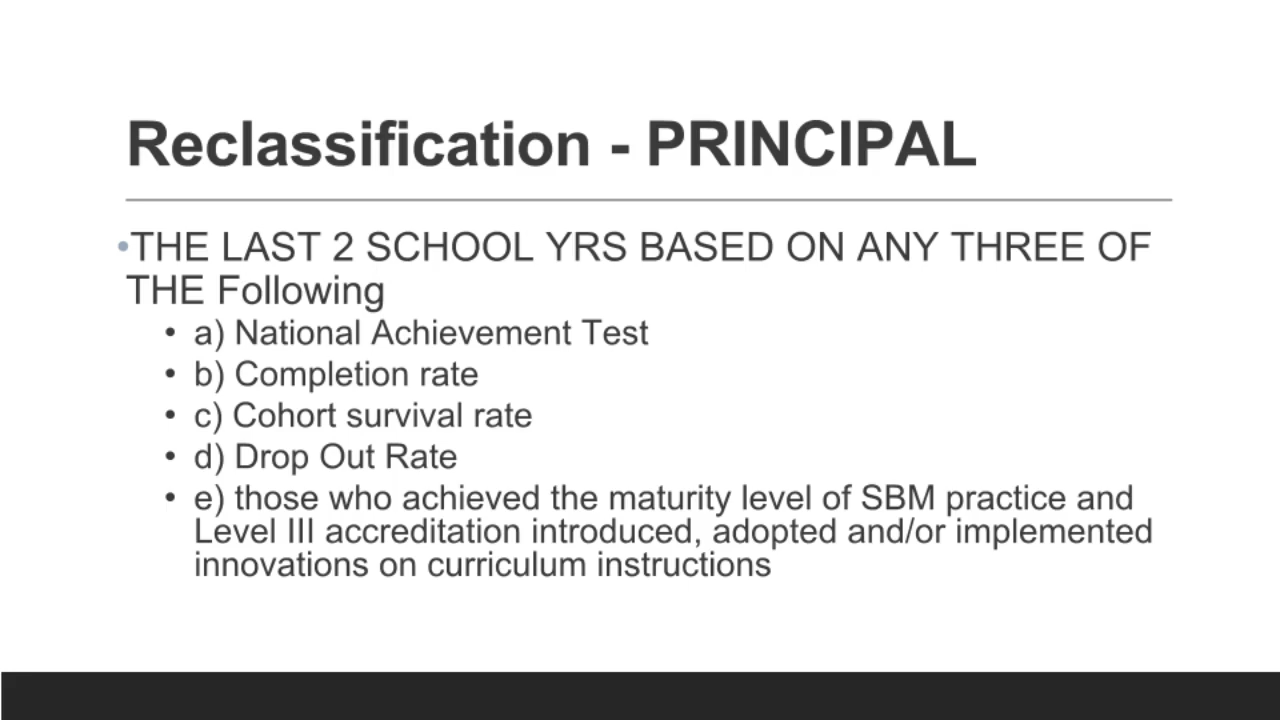 Reclassification - PRINCIPAL
•THE LAST 2 SCHOOL YRS BASED ON ANY THREE OF
THE Following
• a) National Achievement Test
• b) Completion rate
• c) Cohort survival rate
• d) Drop Out Rate
• e) those who achieved the maturity level of SBM practice and
Level III accreditation introduced, adopted and/or implemented
innovations on curriculum instructions